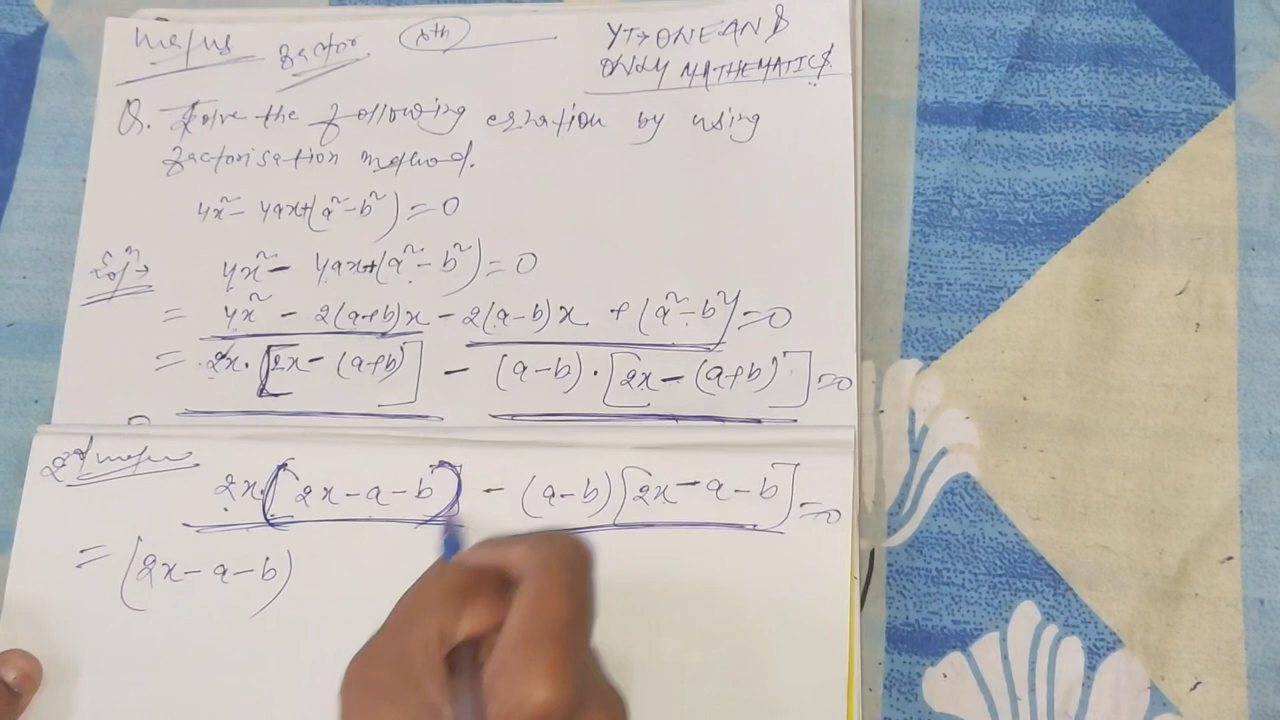 Factor 10th
YT→ ONE AND
ONLY MATHEMATICS
Q. Solve the following equation by using
factorisation method.
4x² - 4ax + (a² - b²) = 0
Solⁿ→ 4x² - 4ax + (a² - b²) = 0
= 4x² - 2(a+b)x - 2(a-b)x + (a² - b²) = 0
= 2x · [2x - (a+b)] - (a-b) · [2x - (a+b)] = 0
2x · [2x - a - b] - (a-b) [2x - a - b] = 0
= (2x - a - b)